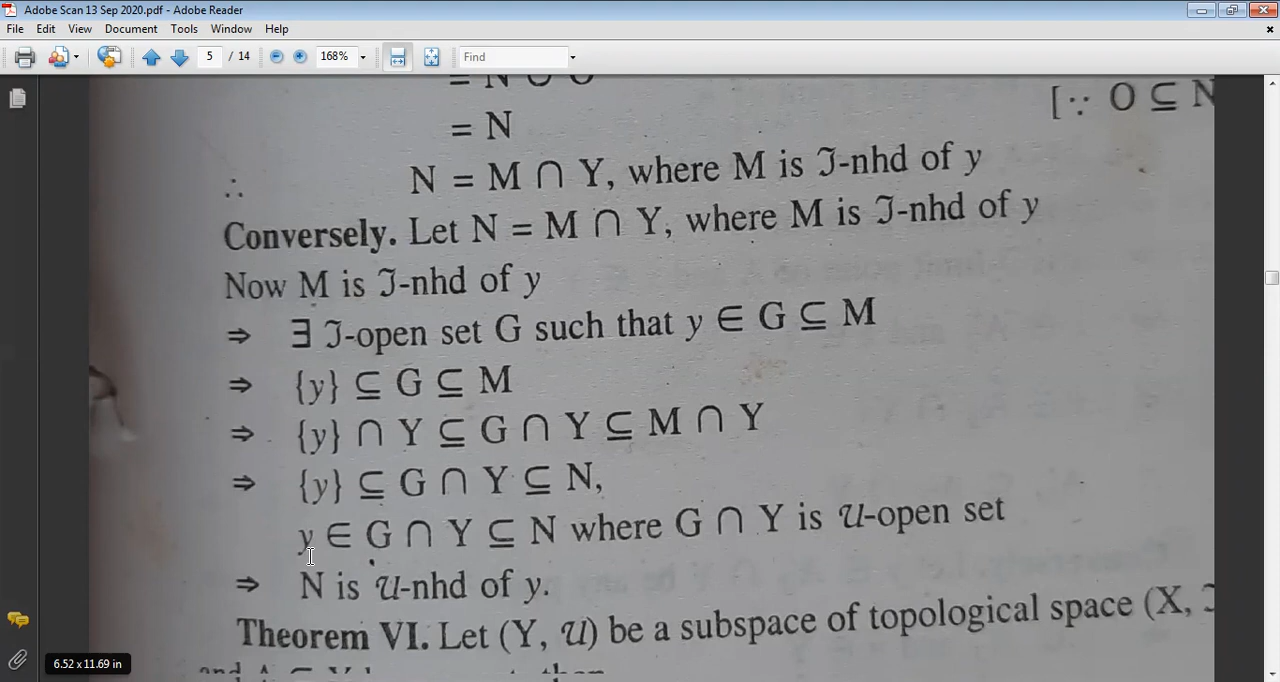 Adobe Scan 13 Sep 2020.pdf - Adobe Reader
File Edit View Document Tools Window Help
5 / 14 168% Find
= N ∪ O
[∵ O ⊆ N
= N
∴ N = M ∩ Y, where M is ℑ-nhd of y
Conversely. Let N = M ∩ Y, where M is ℑ-nhd of y
Now M is ℑ-nhd of y
⇒ ∃ ℑ-open set G such that y ∈ G ⊆ M
⇒ {y} ⊆ G ⊆ M
⇒ {y} ∩ Y ⊆ G ∩ Y ⊆ M ∩ Y
⇒ {y} ⊆ G ∩ Y ⊆ N,
y ∈ G ∩ Y ⊆ N where G ∩ Y is 𝒰-open set
⇒ N is 𝒰-nhd of y.
Theorem VI. Let (Y, 𝒰) be a subspace of topological space (X,
6.52 x 11.69 in